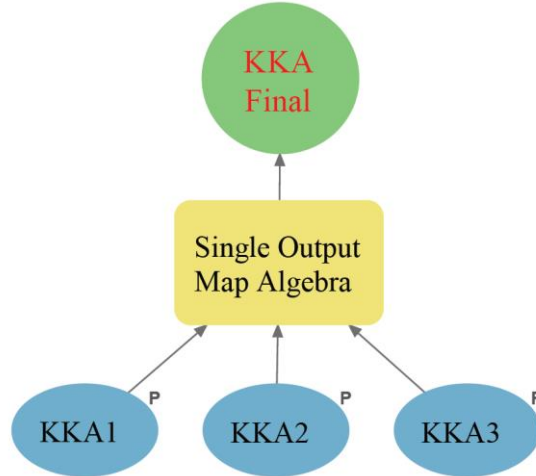 KKA
Final
Single Output
Map Algebra
P
P
KKA1
KKA2
KKA3